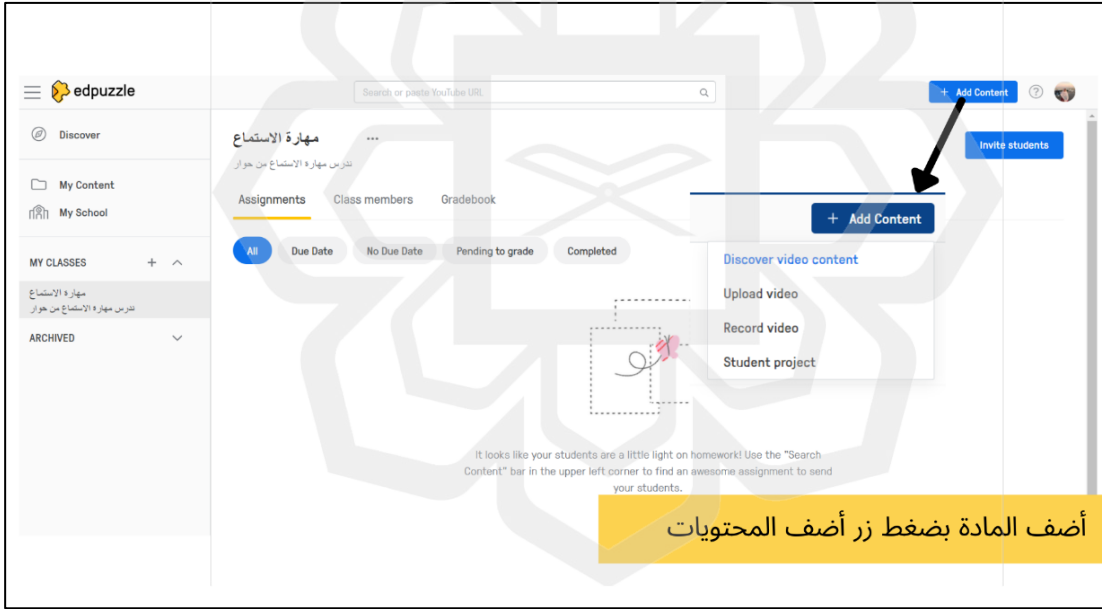 edpuzzle
Search or paste YouTube URL
+ Add Content
?
Discover
My Content
My School
MY CLASSES +
مهارة الاستماع
تدرس مهارة الاستماع من حوار
ARCHIVED
مهارة الاستماع ...
تدرس مهارة الاستماع من حوار
Invite students
Assignments Class members Gradebook
All Due Date No Due Date Pending to grade Completed
+ Add Content
Discover video content
Upload video
Record video
Student project
It looks like your students are a little light on homework! Use the "Search
Content" bar in the upper left corner to find an awesome assignment to send
your students.
أضف المادة بضغط زر أضف المحتويات